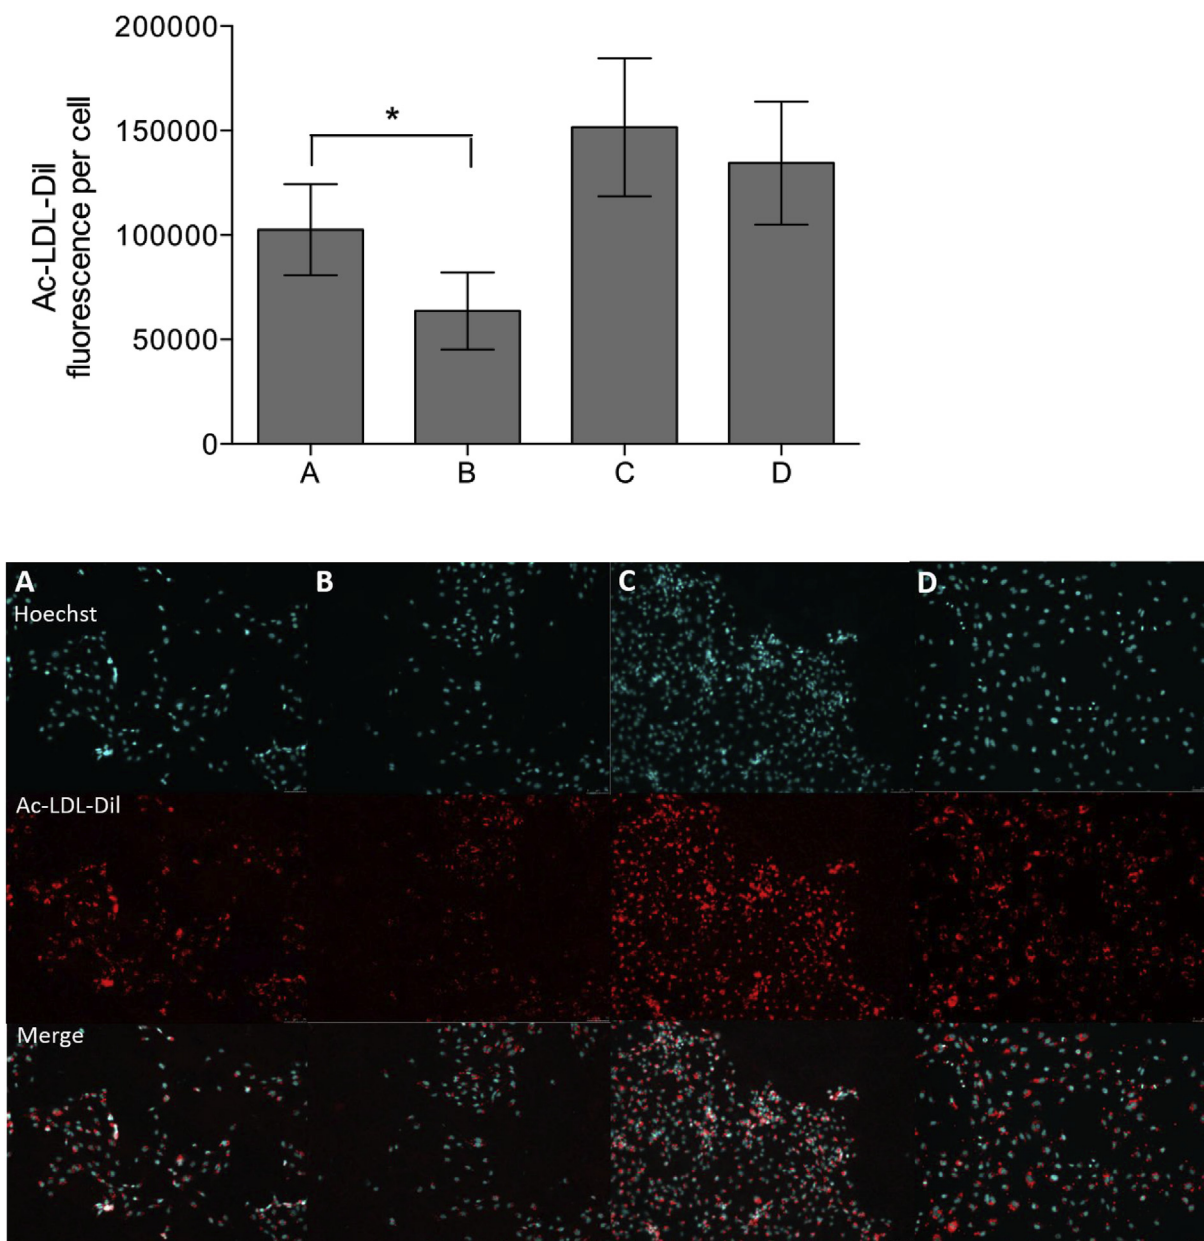 200000
150000
100000
50000
0
Ac-LDL-Dil
fluorescence per cell
*
A B C D
A B C D
Hoechst
Ac-LDL-Dil
Merge